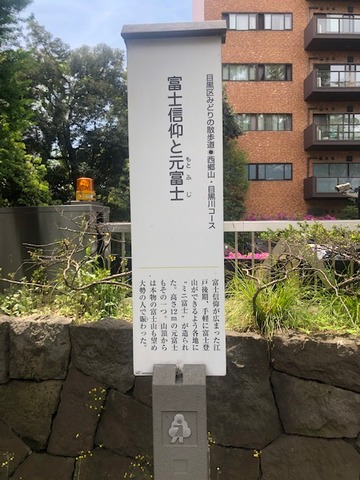 目黒区みどりの散歩道●西郷山・目黒川コース
富士信仰と元富士
もとふじ
富士信仰が広まった江
戸後期、手軽に富士登
山ができるよう各地に
“ミニ富士”が造られ
た。高さ12mの元富士
もその一つ。山頂から
は本物の富士山も望め
大勢の人で賑わった。